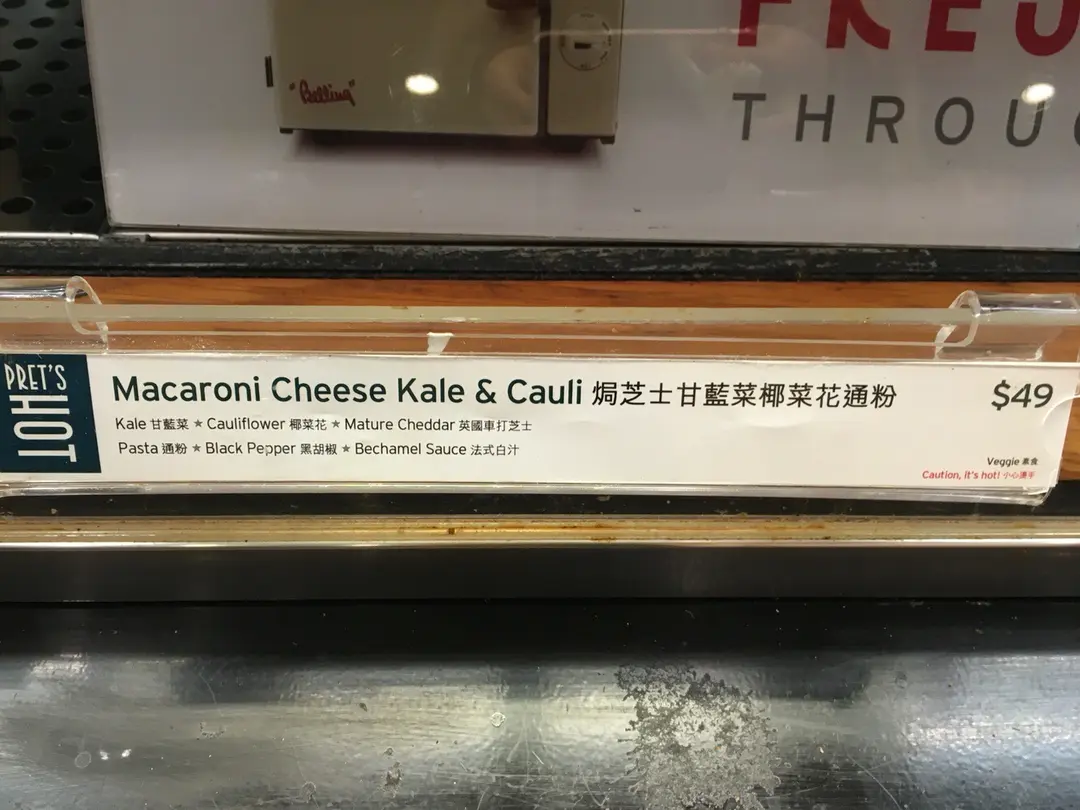 "Belling"
THROU
PRET'S HOT
Macaroni Cheese Kale & Cauli 焗芝士甘藍菜椰菜花通粉 $49
Kale 甘藍菜 ★ Cauliflower 椰菜花 ★ Mature Cheddar 英國車打芝士
Pasta 通粉 ★ Black Pepper 黑胡椒 ★ Bechamel Sauce 法式白汁
Veggie 素食
Caution, it's hot! 小心燙手